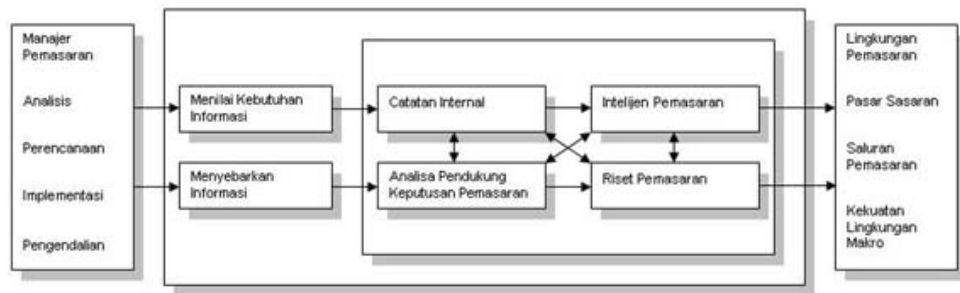 Manajer
Pemasaran
Analisis
Perencanaan
Implementasi
Pengendalian
Menilai Kebutuhan
Informasi
Menyebarkan
Informasi
Catatan Internal
Analisa Pendukung
Keputusan Pemasaran
Intelijen Pemasaran
Riset Pemasaran
Lingkungan
Pemasaran
Pasar Sasaran
Saluran
Pemasaran
Kekuatan
Lingkungan
Makro